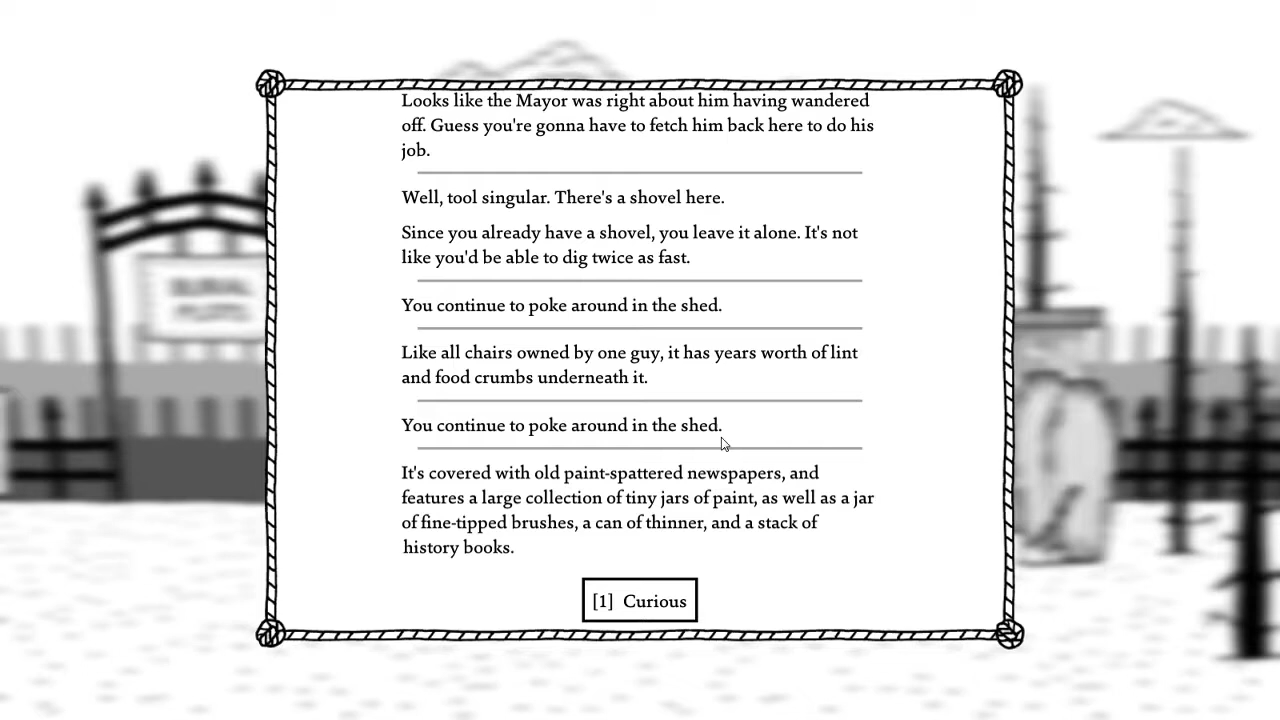 Looks like the Mayor was right about him having wandered
off. Guess you're gonna have to fetch him back here to do his
job.
Well, tool singular. There's a shovel here.
Since you already have a shovel, you leave it alone. It's not
like you'd be able to dig twice as fast.
You continue to poke around in the shed.
Like all chairs owned by one guy, it has years worth of lint
and food crumbs underneath it.
You continue to poke around in the shed.
It's covered with old paint-spattered newspapers, and
features a large collection of tiny jars of paint, as well as a jar
of fine-tipped brushes, a can of thinner, and a stack of
history books.
[1] Curious